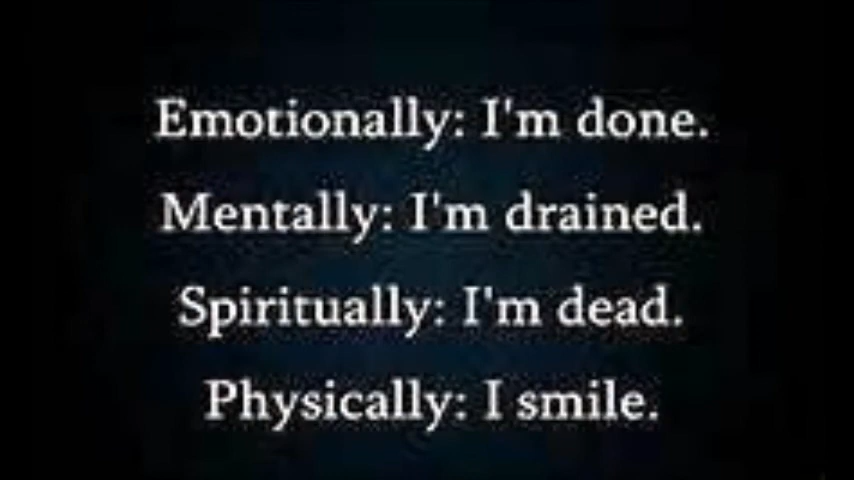 Emotionally: I'm done.
Mentally: I'm drained.
Spiritually: I'm dead.
Physically: I smile.